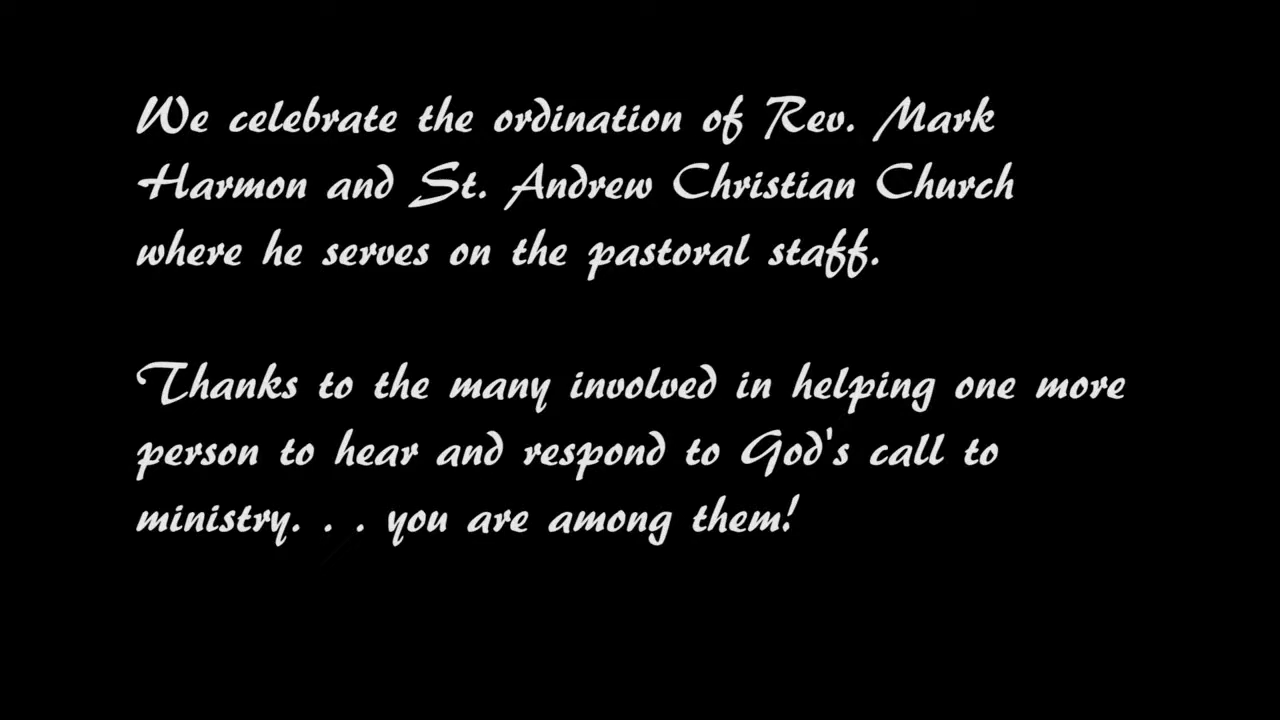 We celebrate the ordination of Rev. Mark
Harmon and St. Andrew Christian Church
where he serves on the pastoral staff.
Thanks to the many involved in helping one more
person to hear and respond to God's call to
ministry. . . you are among them!